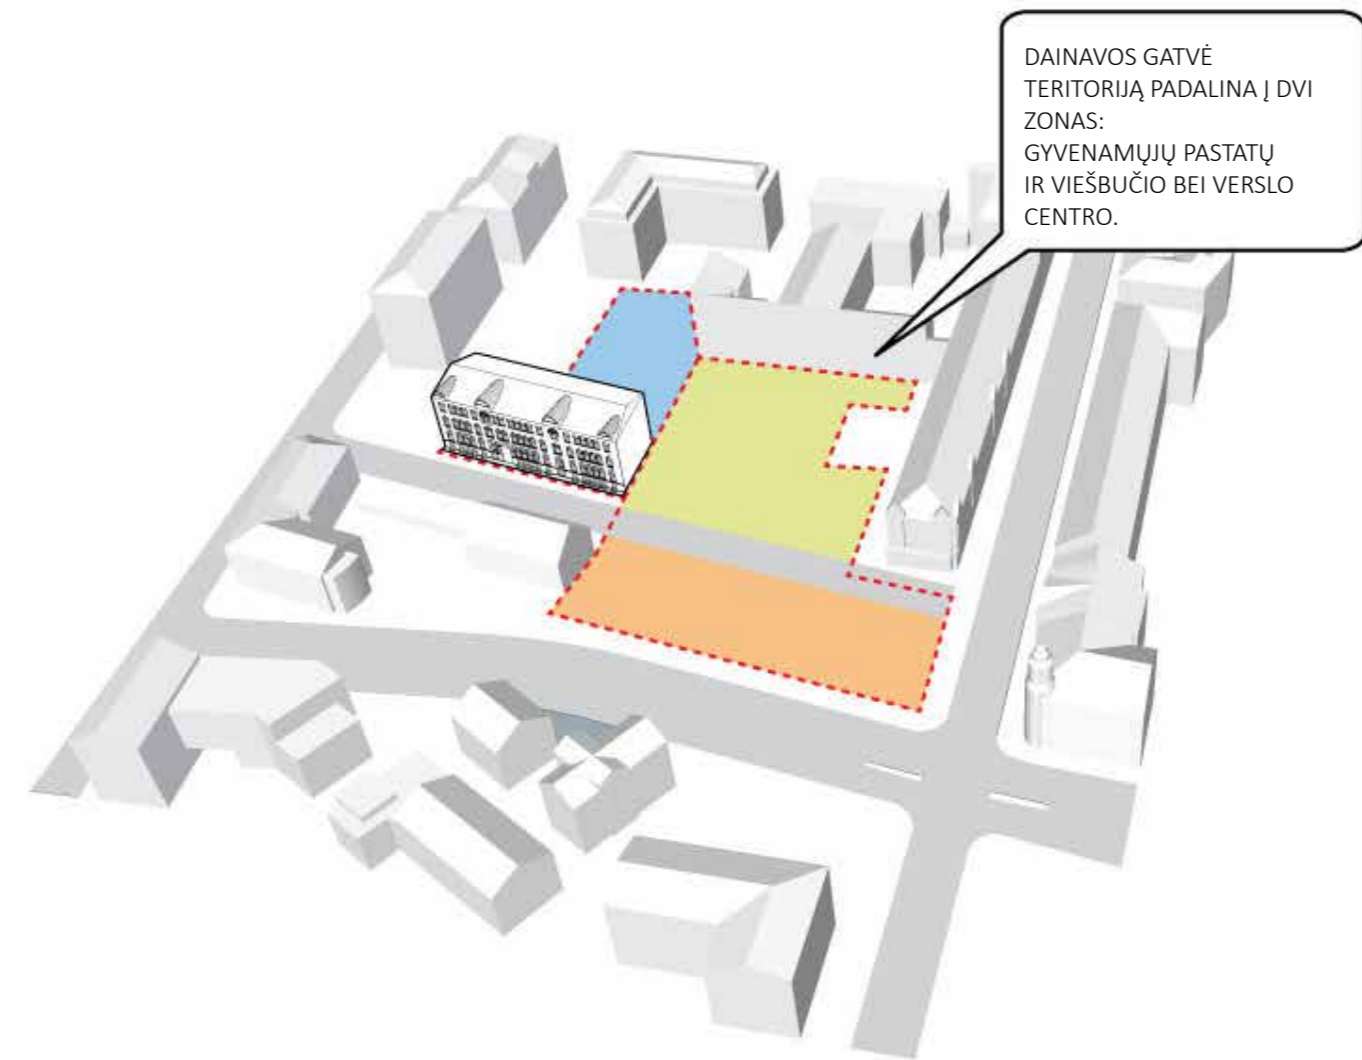 DAINAVOS GATVĖ
TERITORIJĄ PADALINA Į DVI
ZONAS:
GYVENAMŲJŲ PASTATŲ
IR VIEŠBUČIO BEI VERSLO
CENTRO.